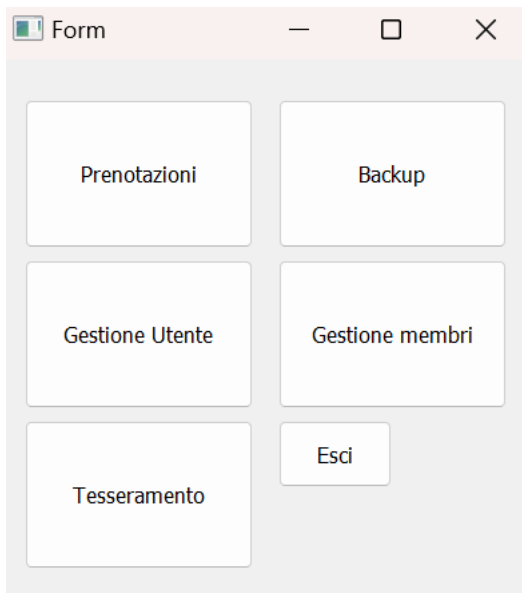 Form
Prenotazioni
Backup
Gestione Utente
Gestione membri
Tesseramento
Esci